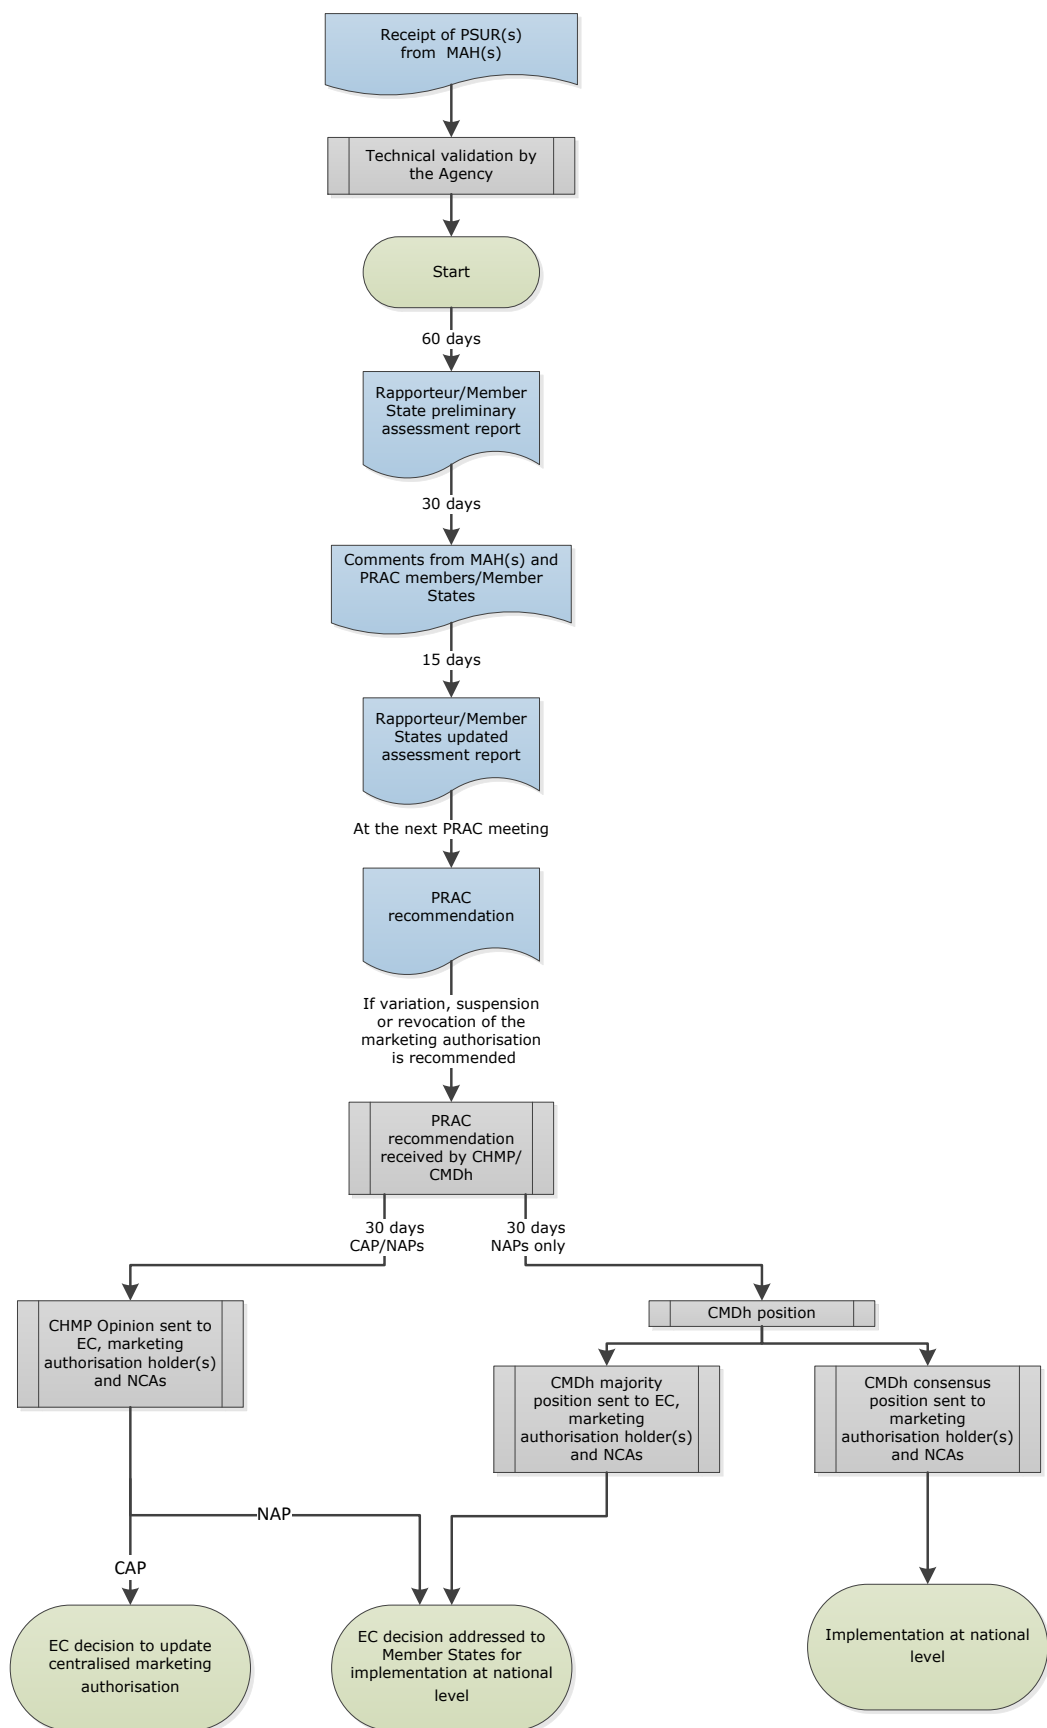 Receipt of PSUR(s)
from MAH(s)
Technical validation by
the Agency
Start
60 days
Rapporteur/Member
State preliminary
assessment report
30 days
Comments from MAH(s) and
PRAC members/Member
States
15 days
Rapporteur/Member
States updated
assessment report
At the next PRAC meeting
PRAC
recommendation
If variation, suspension
or revocation of the
marketing authorisation
is recommended
PRAC
recommendation
received by CHMP/
CMDh
30 days
CAP/NAPs
30 days
NAPs only
CHMP Opinion sent to
EC, marketing
authorisation holder(s)
and NCAs
CMDh position
CMDh majority
position sent to EC,
marketing
authorisation holder(s)
and NCAs
CMDh consensus
position sent to
marketing
authorisation holder(s)
and NCAs
NAP
CAP
EC decision to update
centralised marketing
authorisation
EC decision addressed to
Member States for
implementation at national
level
Implementation at national
level